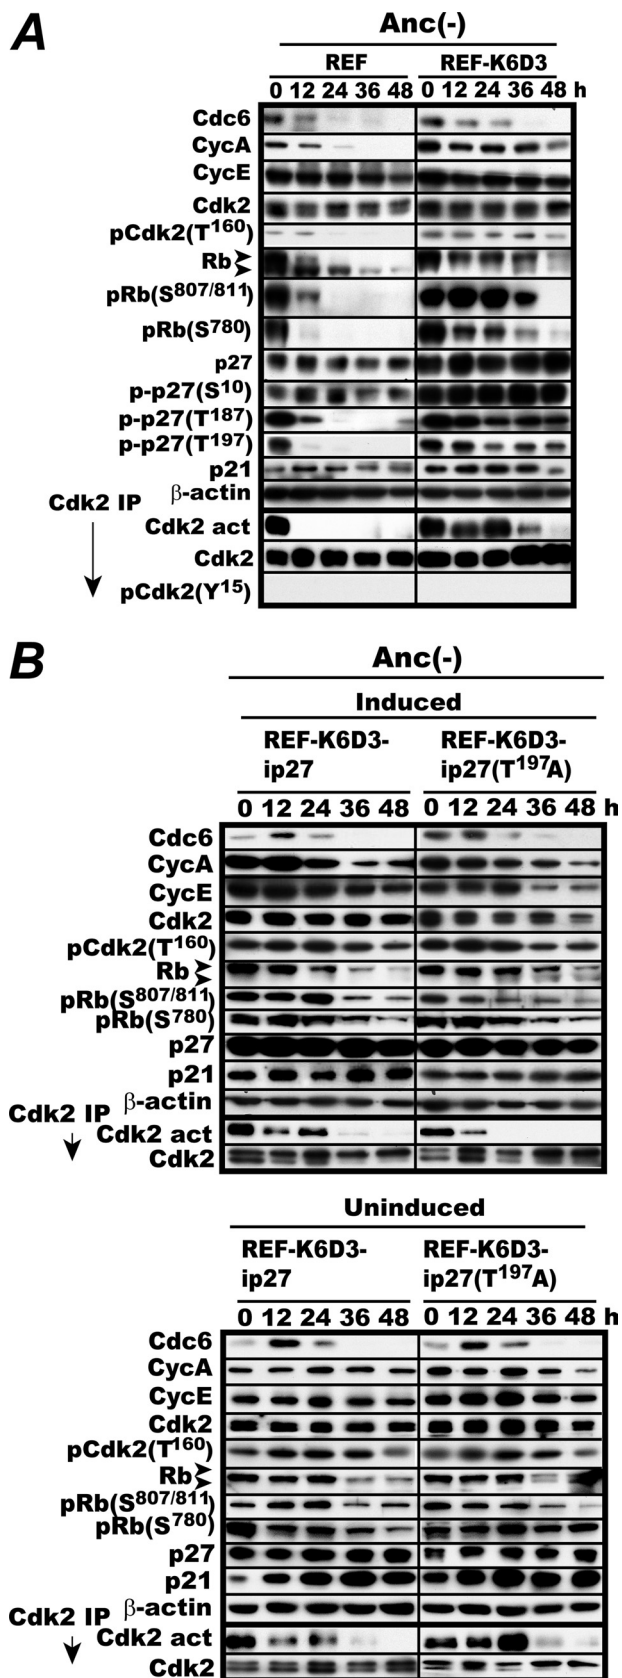 A
Anc(-)
REF REF-K6D3
0 12 24 36 48 0 12 24 36 48 h
Cdc6
CycA
CycE
Cdk2
pCdk2(T160)
Rb
pRb(S807/811)
pRb(S780)
p27
p-p27(S10)
p-p27(T187)
p-p27(T197)
p21
β-actin
Cdk2 IP
Cdk2 act
Cdk2
pCdk2(Y15)
B
Anc(-)
Induced
REF-K6D3- REF-K6D3-
ip27 ip27(T197A)
0 12 24 36 48 0 12 24 36 48 h
Cdc6
CycA
CycE
Cdk2
pCdk2(T160)
Rb
pRb(S807/811)
pRb(S780)
p27
p21
β-actin
Cdk2 IP
Cdk2 act
Cdk2
Uninduced
REF-K6D3- REF-K6D3-
ip27 ip27(T197A)
0 12 24 36 48 0 12 24 36 48 h
Cdc6
CycA
CycE
Cdk2
pCdk2(T160)
Rb
pRb(S807/811)
pRb(S780)
p27
p21
β-actin
Cdk2 IP
Cdk2 act
Cdk2